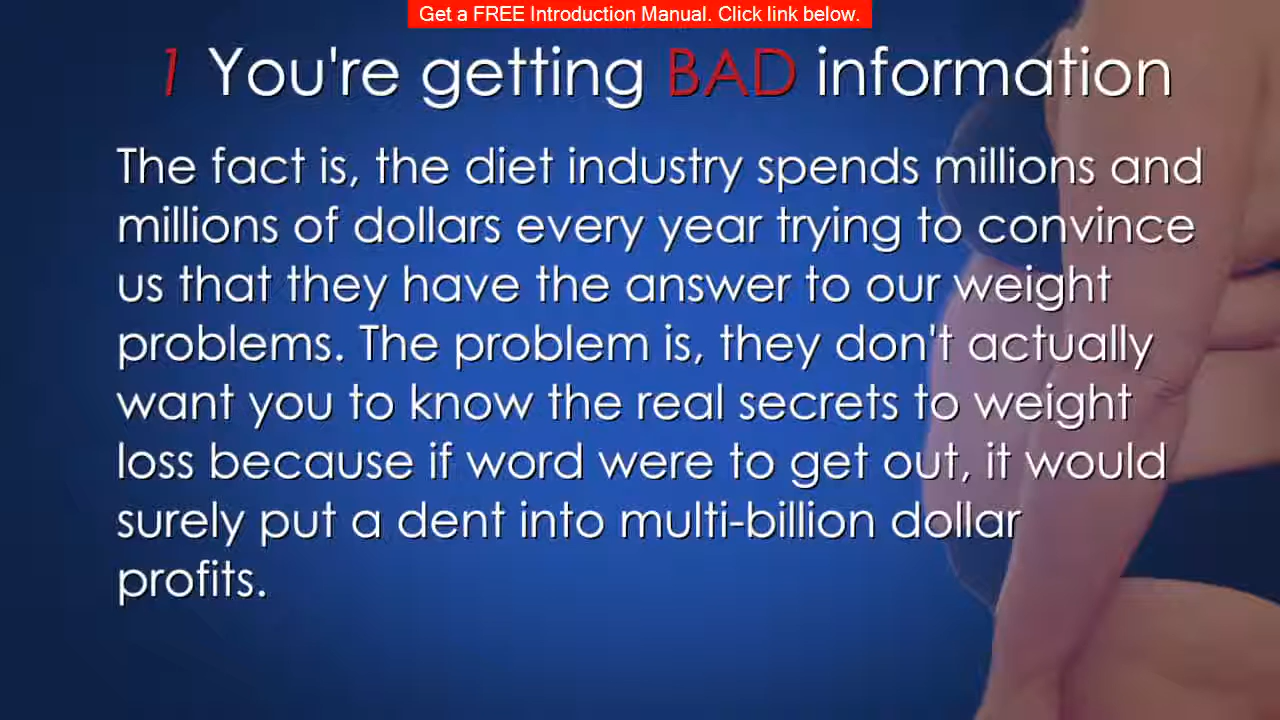 Get a FREE Introduction Manual. Click link below.
1 You're getting BAD information
The fact is, the diet industry spends millions and
millions of dollars every year trying to convince
us that they have the answer to our weight
problems. The problem is, they don't actually
want you to know the real secrets to weight
loss because if word were to get out, it would
surely put a dent into multi-billion dollar
profits.